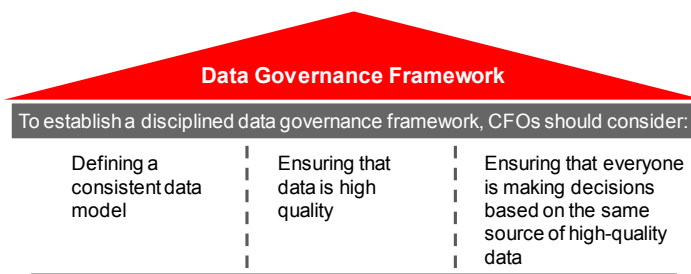 Data Governance Framework
To establish a disciplined data governance framework, CFOs should consider:
Defining a
consistent data
model
Ensuring that
data is high
quality
Ensuring that everyone
is making decisions
based on the same
source of high-quality
data